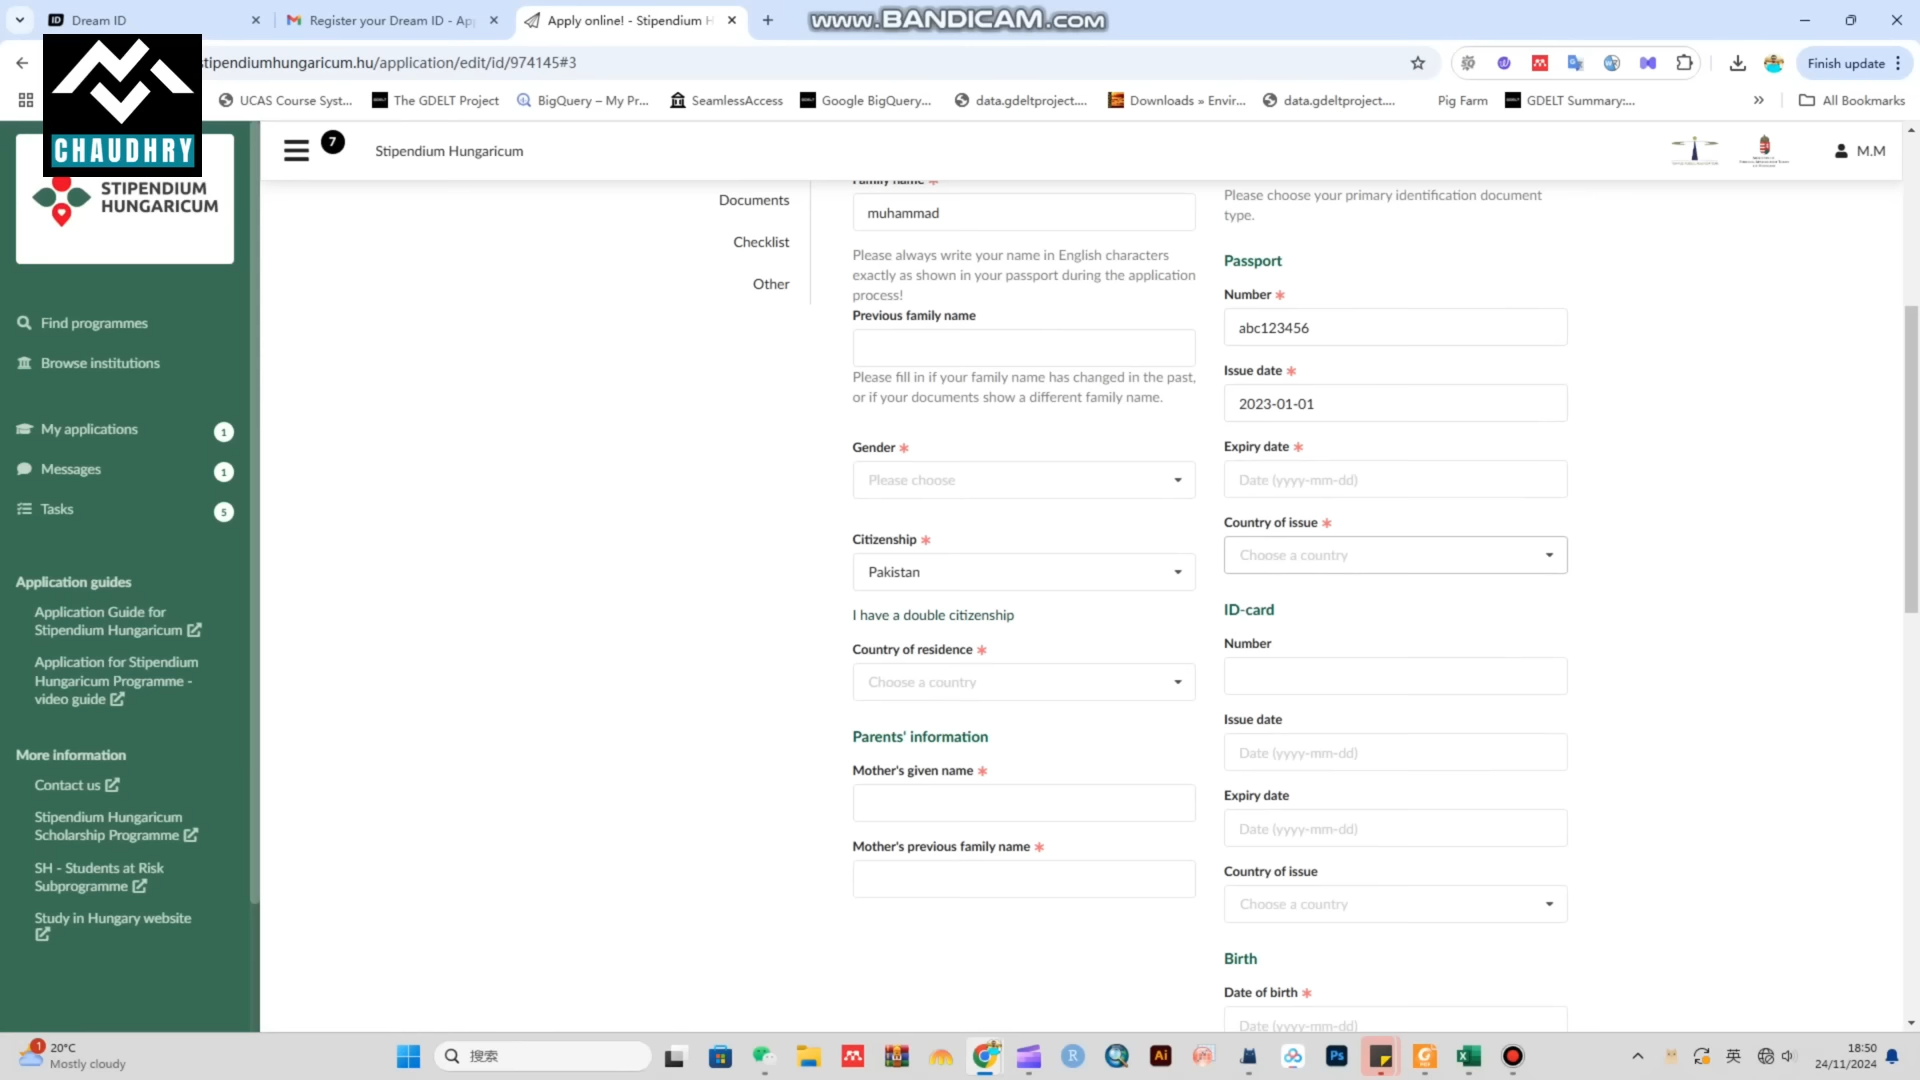 Dream ID
Register your Dream ID - Ap
Apply online! - Stipendium H
www.BANDICAM.com
stipendiumhungaricum.hu/application/edit/id/974145#3
Finish update
UCAS Course Syst...
The GDELT Project
BigQuery – My Pr...
SeamlessAccess
Google BigQuery...
data.gdeltproject....
Downloads » Envir...
data.gdeltproject....
Pig Farm
GDELT Summary:...
All Bookmarks
CHAUDHRY
STIPENDIUM
HUNGARICUM
7
Stipendium Hungaricum
M.M
Find programmes
Browse institutions
My applications
1
Messages
1
Tasks
5
Application guides
Application Guide for
Stipendium Hungaricum
Application for Stipendium
Hungaricum Programme -
video guide
More information
Contact us
Stipendium Hungaricum
Scholarship Programme
SH - Students at Risk
Subprogramme
Study in Hungary website
Documents
Checklist
Other
Family name *
muhammad
Please always write your name in English characters
exactly as shown in your passport during the application
process!
Previous family name
Please fill in if your family name has changed in the past,
or if your documents show a different family name.
Gender *
Please choose
Citizenship *
Pakistan
I have a double citizenship
Country of residence *
Choose a country
Parents' information
Mother's given name *
Mother's previous family name *
Please choose your primary identification document
type.
Passport
Number *
abc123456
Issue date *
2023-01-01
Expiry date *
Date (yyyy-mm-dd)
Country of issue *
Choose a country
ID-card
Number
Issue date
Date (yyyy-mm-dd)
Expiry date
Date (yyyy-mm-dd)
Country of issue
Choose a country
Birth
Date of birth *
Date (yyyy-mm-dd)
1
20°C
Mostly cloudy
搜索
R
Ai
Ps
英
18:50
24/11/2024